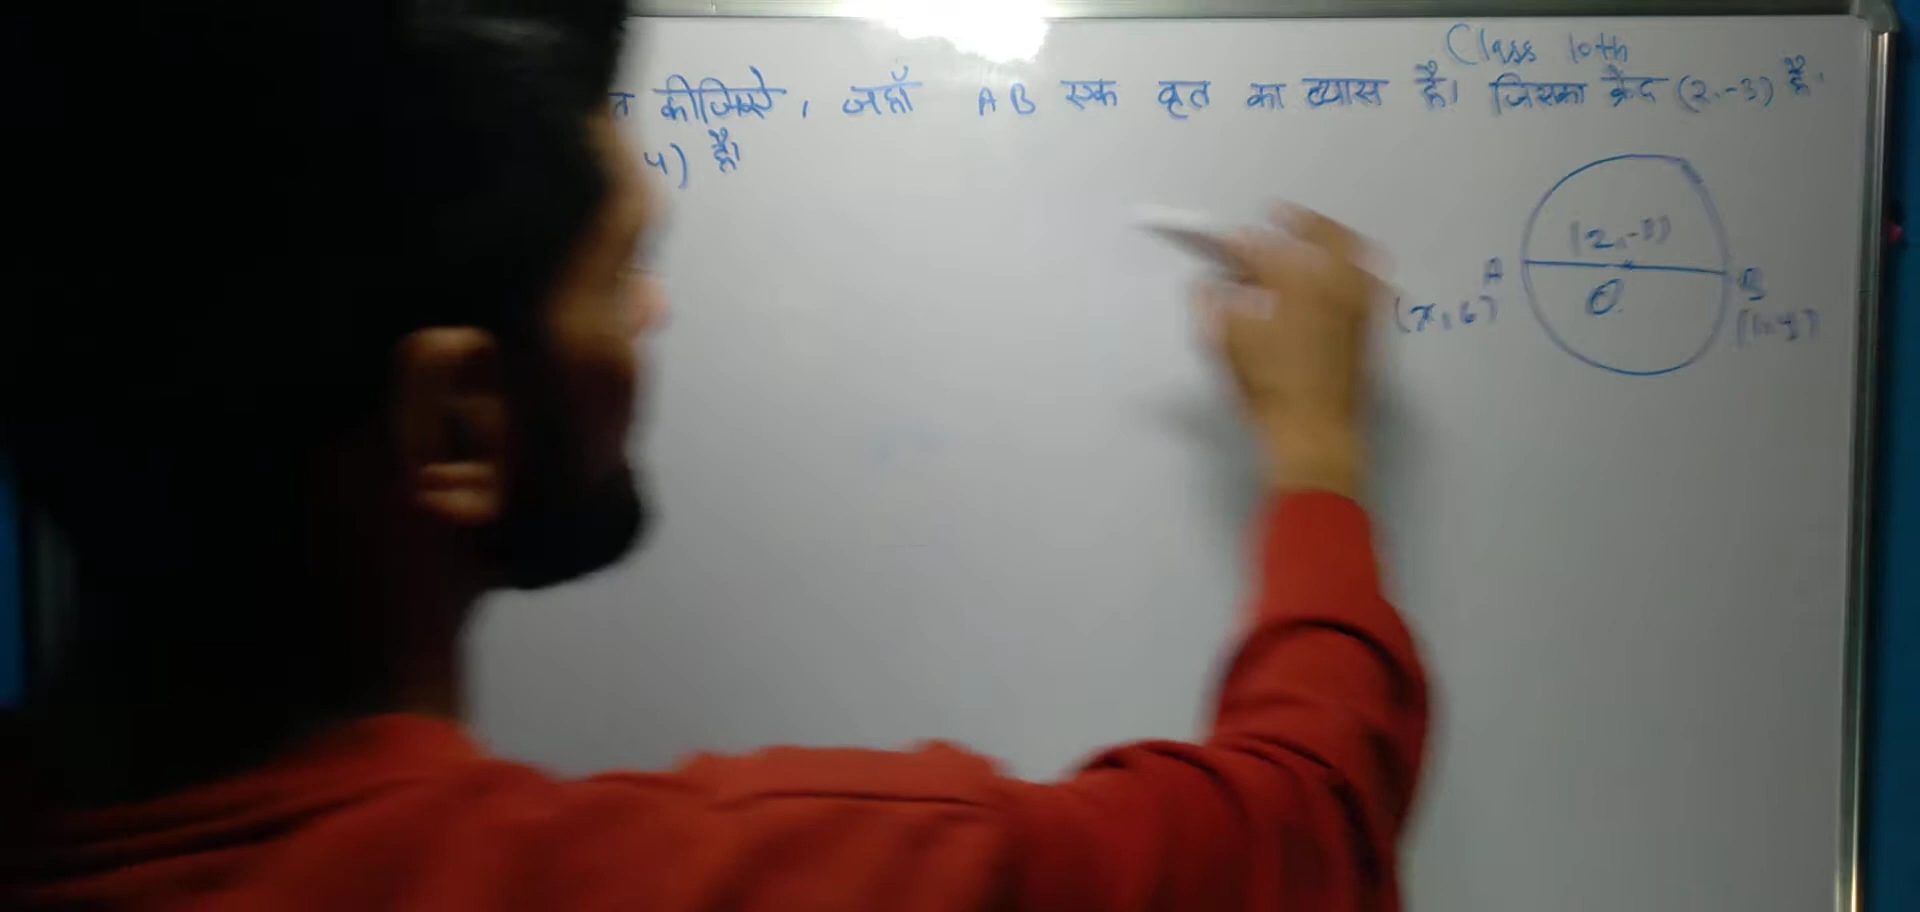 Class 10th
त कीजिये, जहाँ AB एक वृत का व्यास है। जिसका केंद (2,-3) है
4) है।
(2,-3)
A
B
O
(x,6)